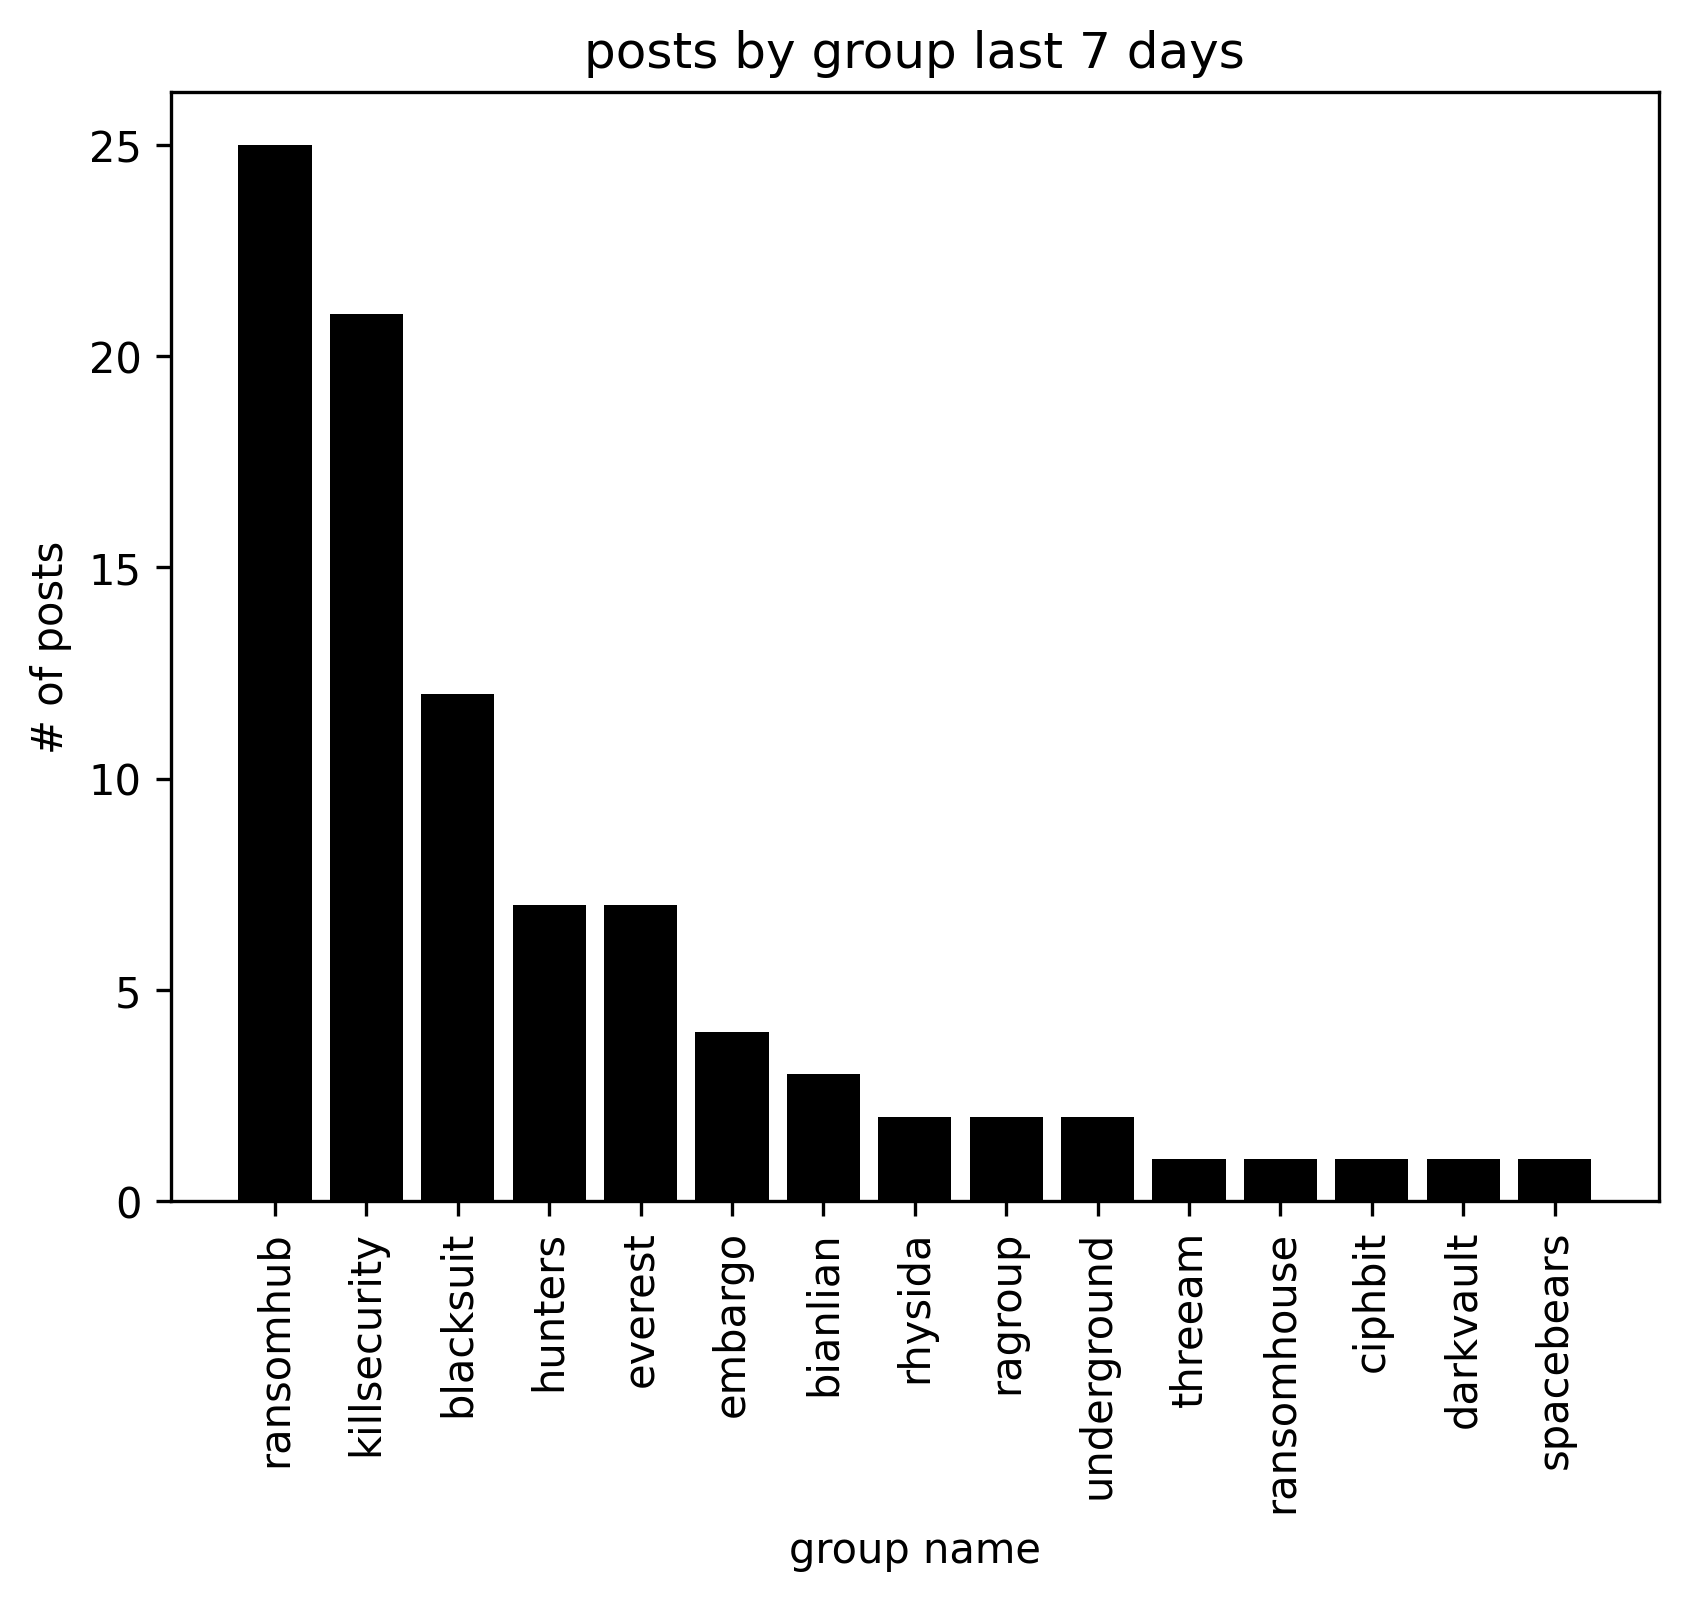 posts by group last 7 days
25
20
15
10
5
0
# of posts
ransomhub
killsecurity
blacksuit
hunters
everest
embargo
bianlian
rhysida
ragroup
underground
threeam
ransomhouse
ciphbit
darkvault
spacebears
group name